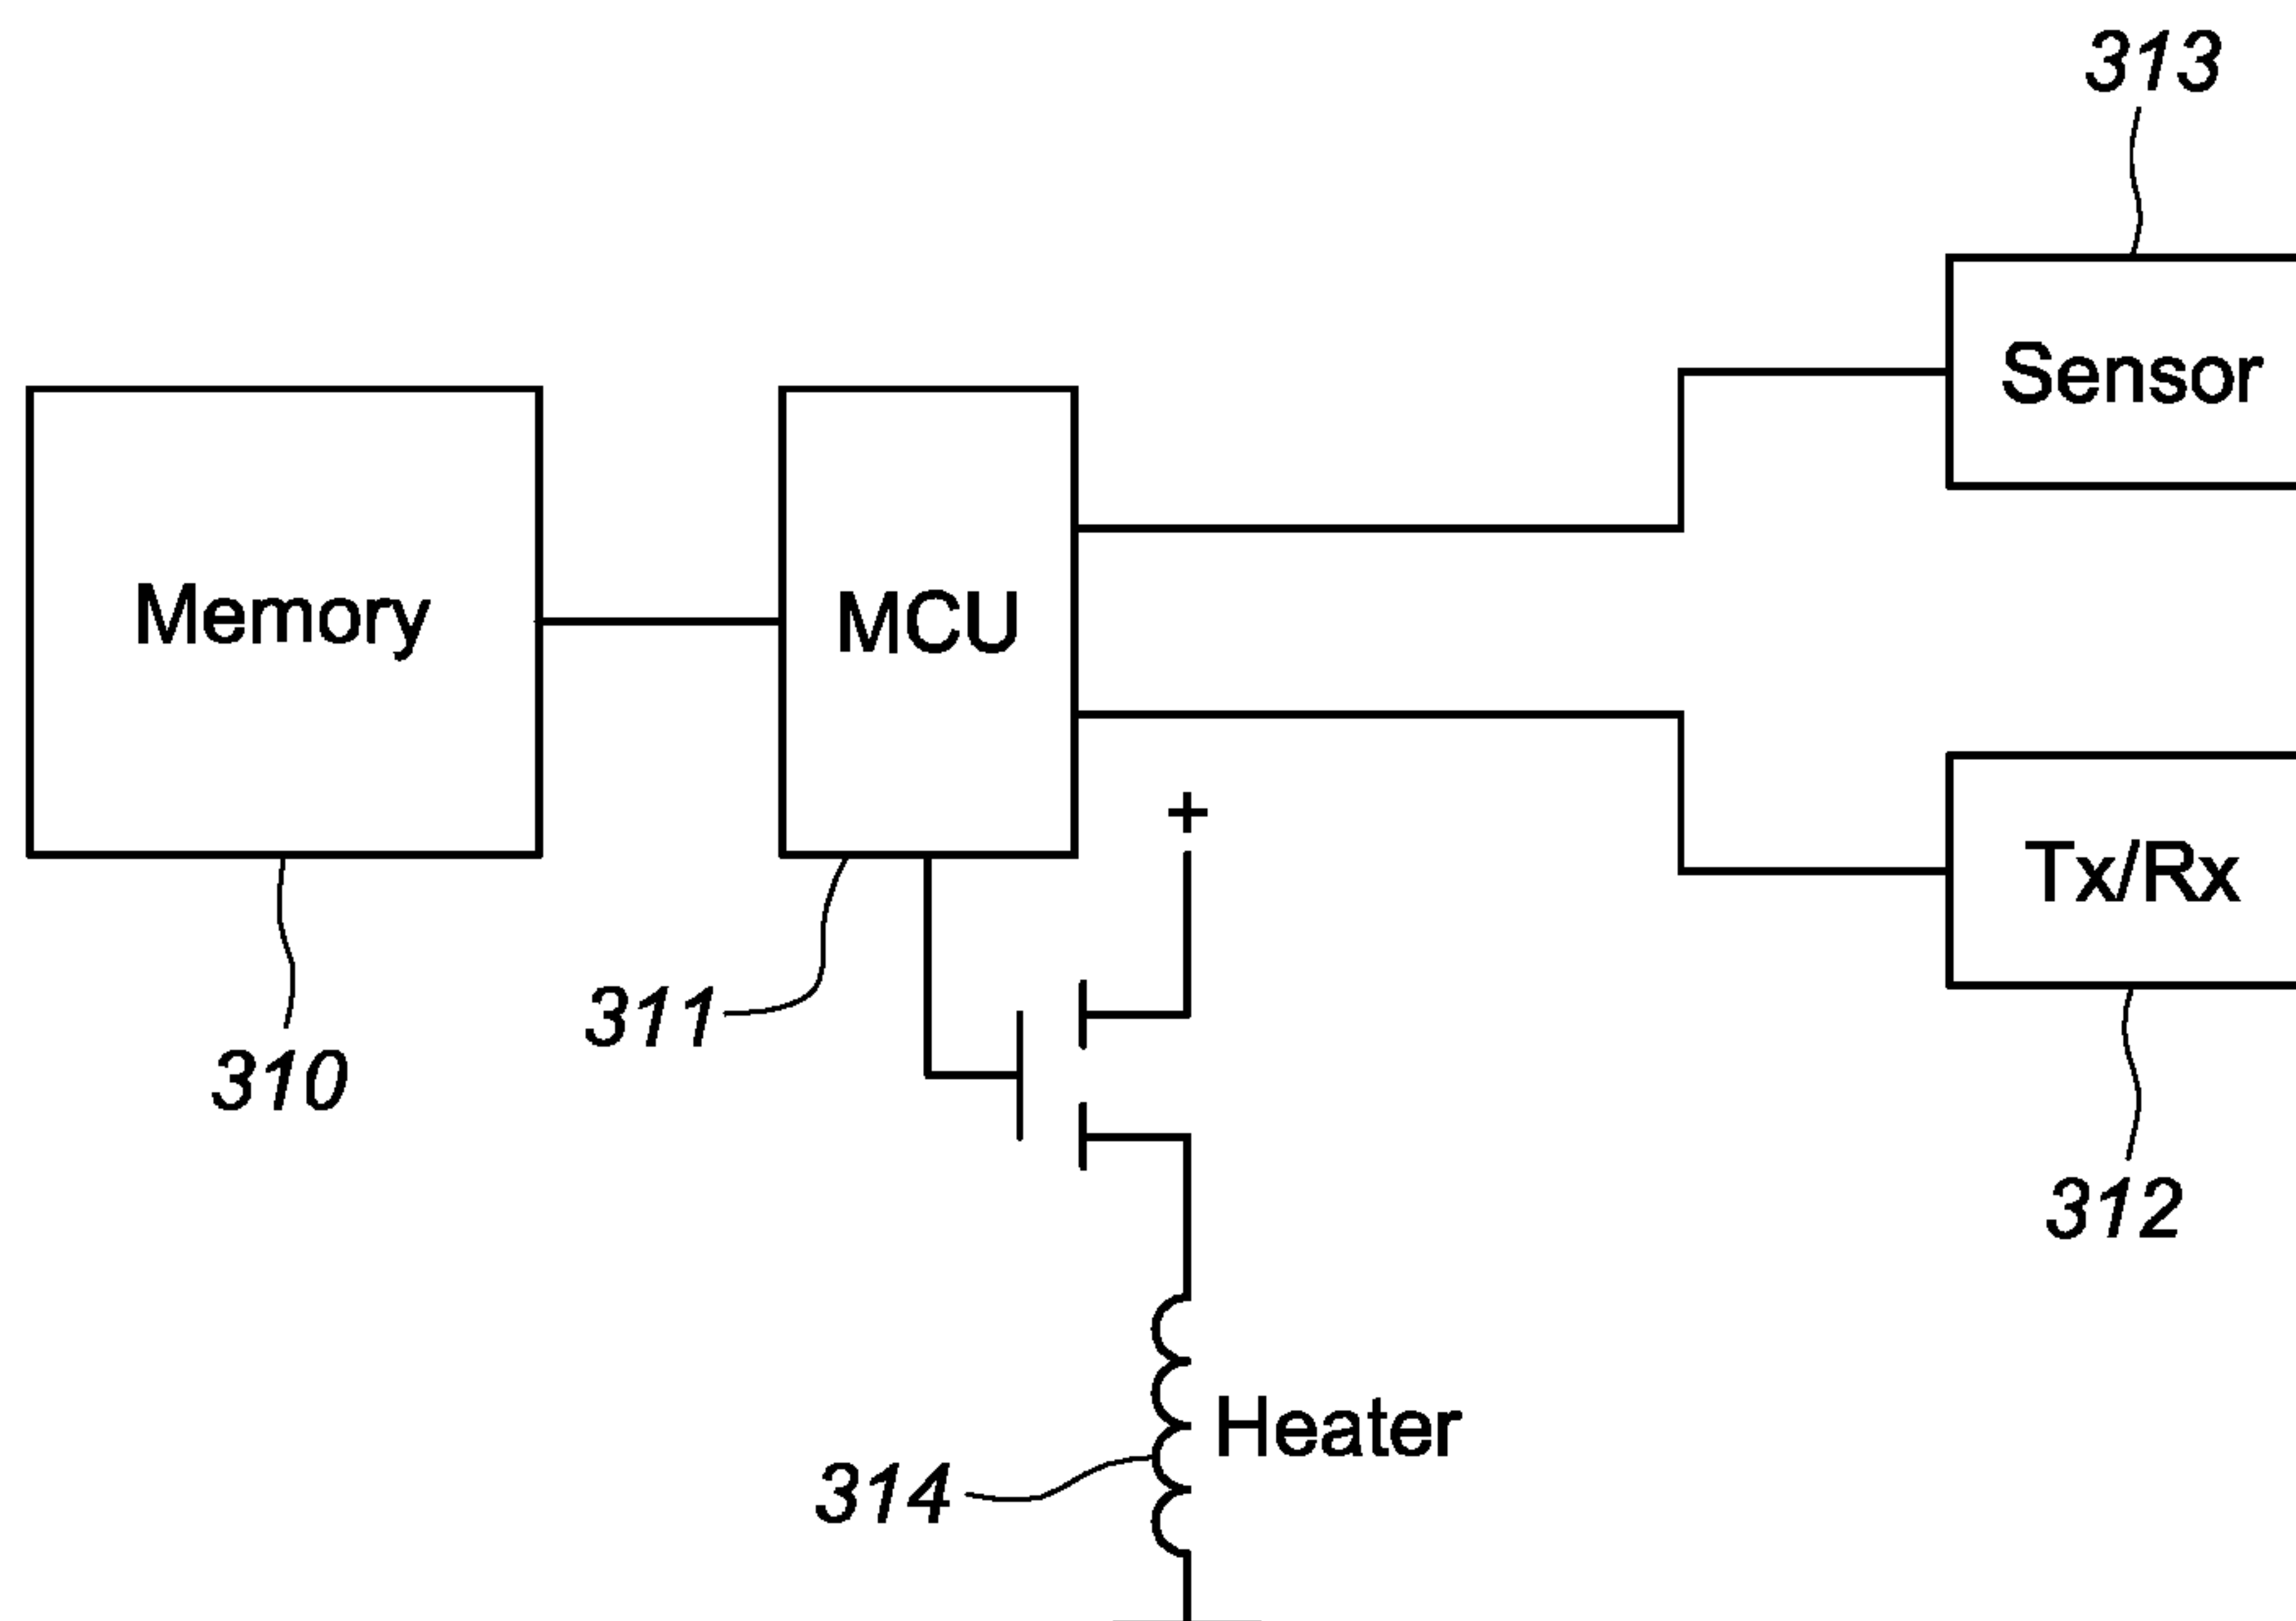 313
Sensor
Memory
MCU
+
Tx/Rx
311
310
312
Heater
314